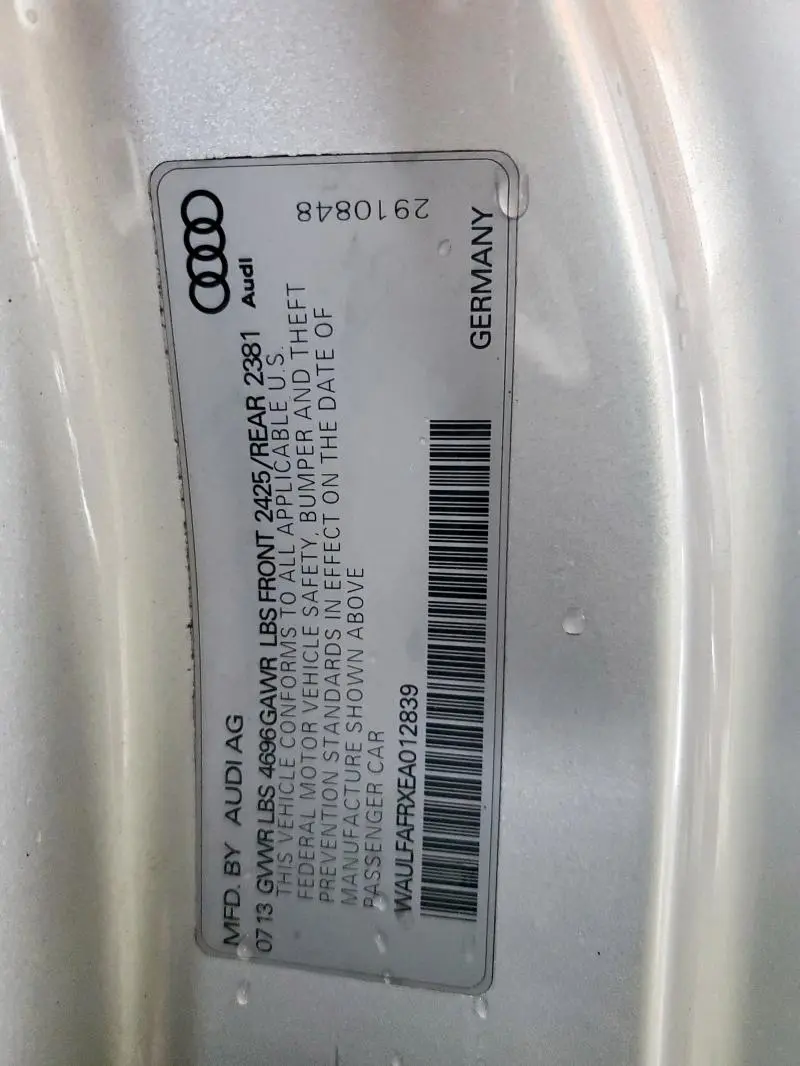 MFD. BY AUDI AG
0713 GVWR LBS 4696 GAWR LBS FRONT 2425/REAR 2381
Audi
THIS VEHICLE CONFORMS TO ALL APPLICABLE U.S.
FEDERAL MOTOR VEHICLE SAFETY, BUMPER AND THEFT
PREVENTION STANDARDS IN EFFECT ON THE DATE OF
MANUFACTURE SHOWN ABOVE
PASSENGER CAR
2910848
WAULFAFRXEA012839
GERMANY